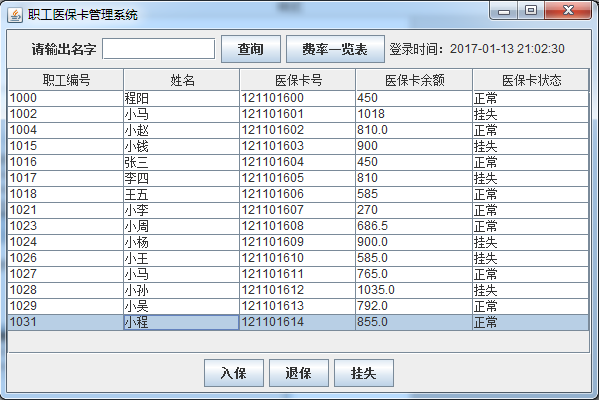 职工医保卡管理系统
请输出名字 查询 费率一览表 登录时间：2017-01-13 21:02:30
职工编号 姓名 医保卡号 医保卡余额 医保卡状态
1000 程阳 121101600 450 正常
1002 小马 121101601 1018 挂失
1004 小赵 121101602 810.0 正常
1015 小钱 121101603 900 挂失
1016 张三 121101604 450 正常
1017 李四 121101605 810 挂失
1018 王五 121101606 585 正常
1021 小李 121101607 270 正常
1023 小周 121101608 686.5 正常
1024 小杨 121101609 900.0 挂失
1026 小王 121101610 585.0 挂失
1027 小马 121101611 765.0 正常
1028 小孙 121101612 1035.0 挂失
1029 小吴 121101613 792.0 正常
1031 小程 121101614 855.0 正常
入保 退保 挂失